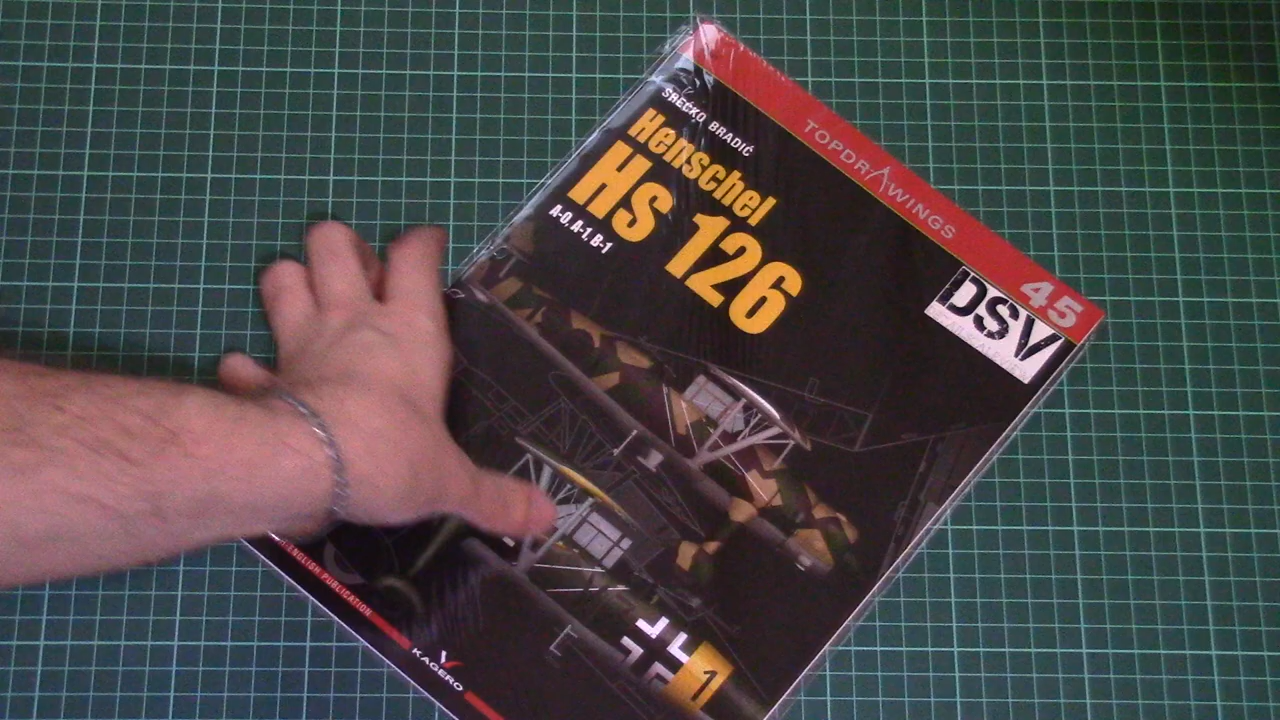 SREĆKO BRADIĆ
Henschel
Hs 126
A-0, A-1, B-1
TOPDRAWINGS
45
DSV
1
ENGLISH PUBLICATION
KAGERO